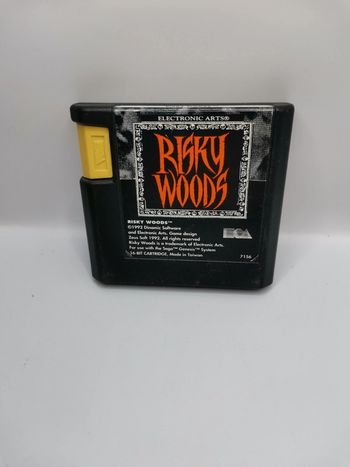 ELECTRONIC ARTS®
RISKY
WOODS
RISKY WOODS™
©1992 Dinamic Software
and Electronic Arts. Game design
Zeus Soft 1992. All rights reserved
Risky Woods is a trademark of Electronic Arts.
For use with the Sega™ Genesis™ System
16-BIT CARTRIDGE, Made in Taiwan
7156
EA